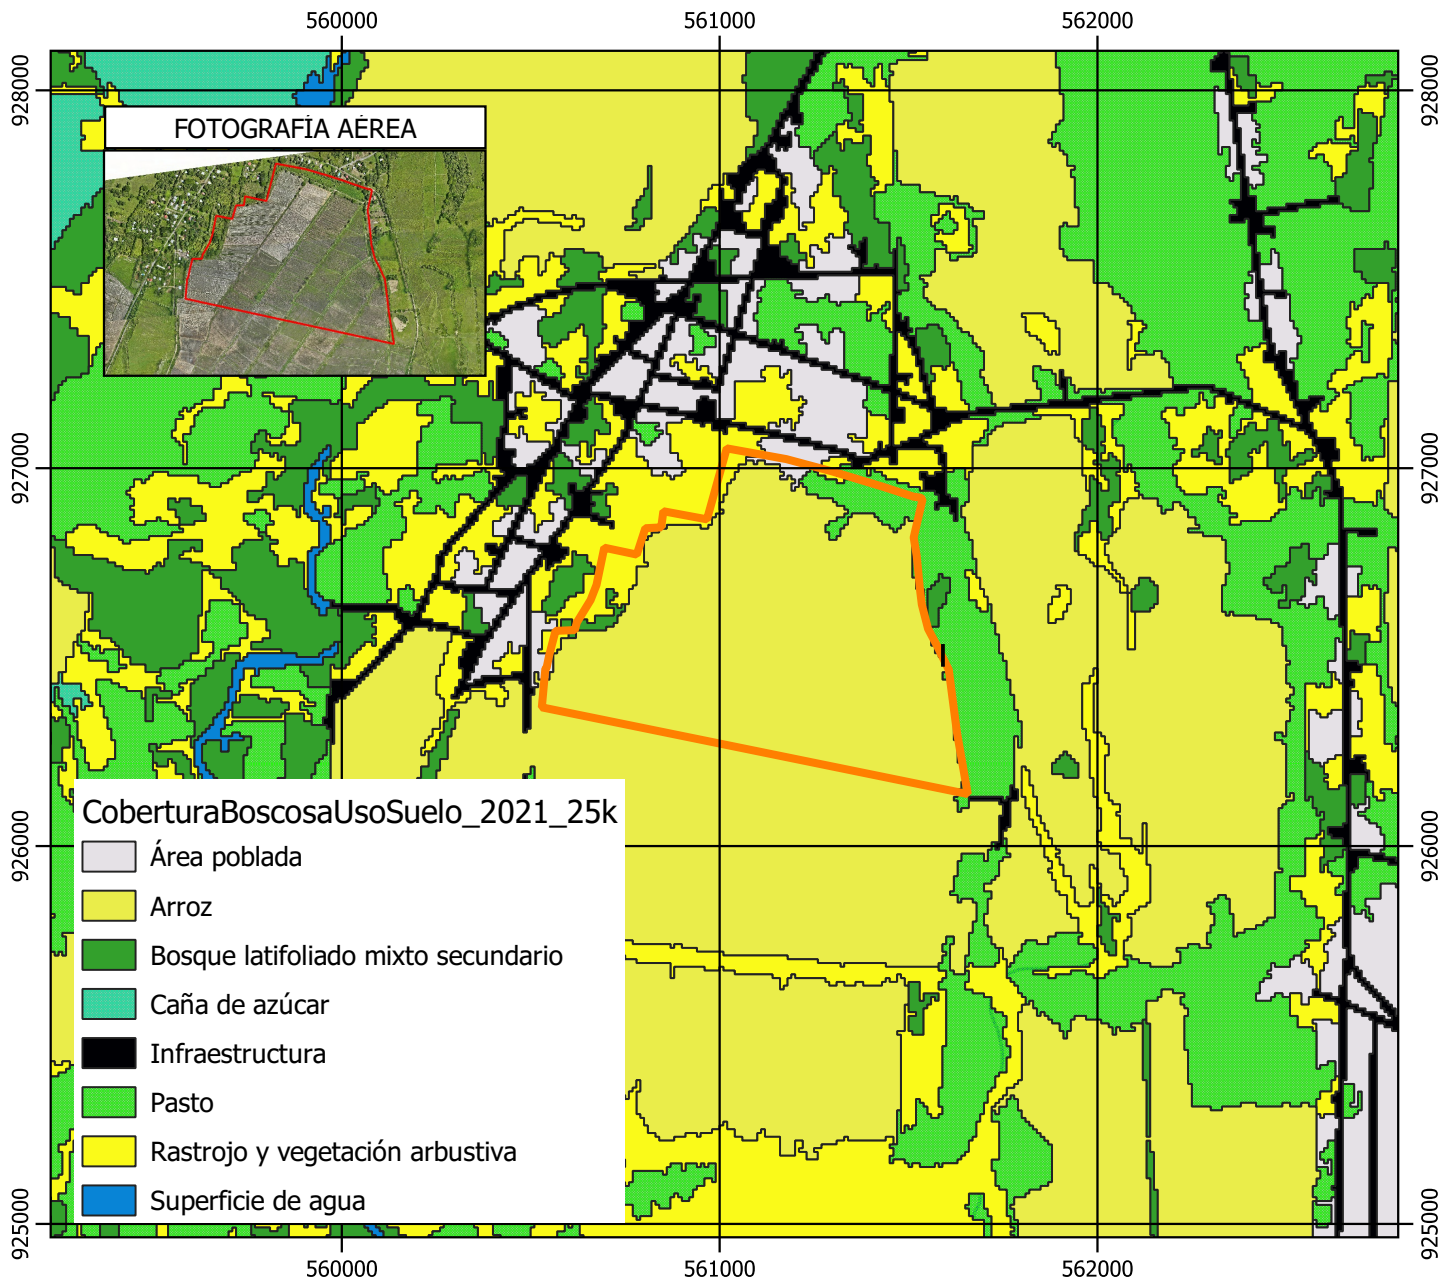 560000 561000 562000
928000 928000
FOTOGRAFÍA AÉREA
927000 927000
CoberturaBoscosaUsoSuelo_2021_25k
Área poblada
926000 926000
Arroz
Bosque latifoliado mixto secundario
Caña de azúcar
Infraestructura
Pasto
Rastrojo y vegetación arbustiva
Superficie de agua
925000 925000
560000 561000 562000